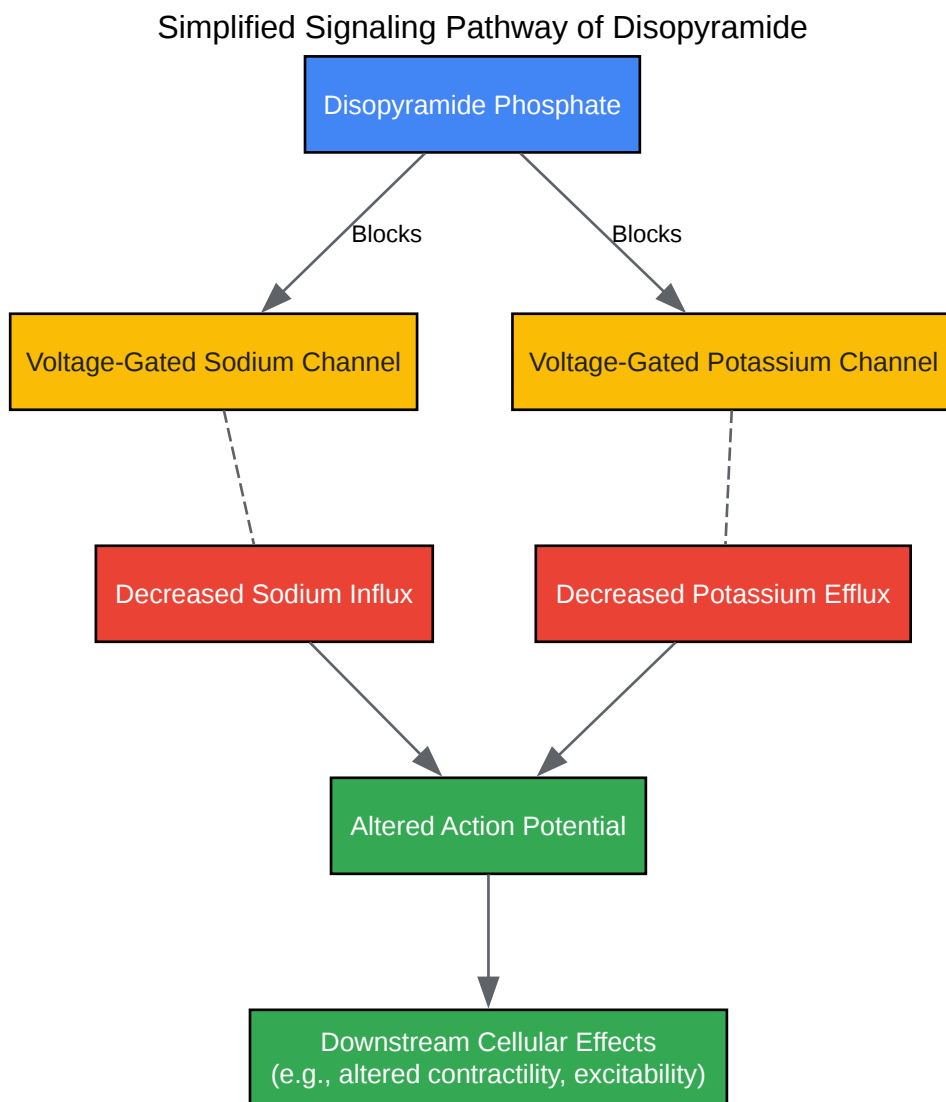 Simplified Signaling Pathway of Disopyramide
Disopyramide Phosphate
Blocks
Blocks
Voltage-Gated Sodium Channel
Voltage-Gated Potassium Channel
Decreased Sodium Influx
Decreased Potassium Efflux
Altered Action Potential
Downstream Cellular Effects
(e.g., altered contractility, excitability)